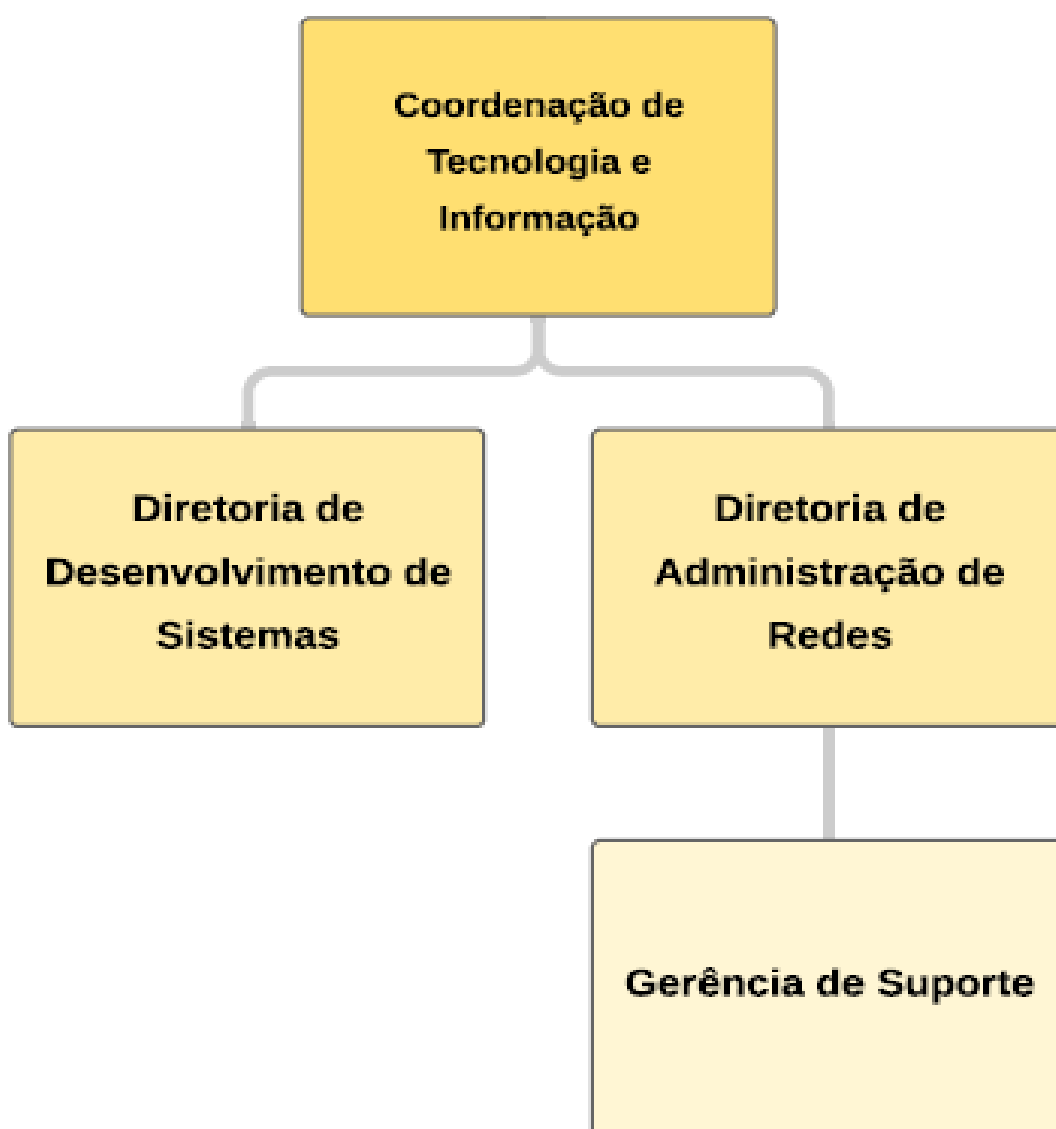 Coordenação de
Tecnologia e
Informação
Diretoria de
Desenvolvimento de
Sistemas
Diretoria de
Administração de
Redes
Gerência de Suporte